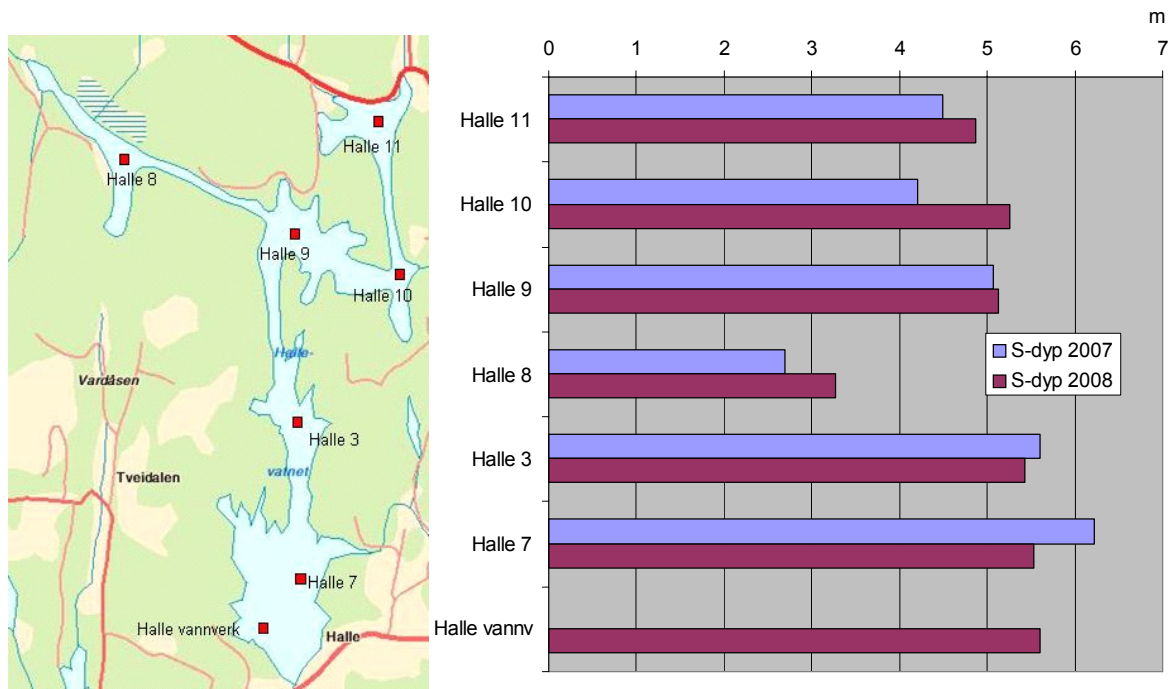 Halle 11
Halle 8
Halle 9
Halle 10
Halle-
Vardåsen
Halle 3
vatnet
Tveidalen
Halle 7
Halle vannverk
Halle
m
0 1 2 3 4 5 6 7
Halle 11
Halle 10
Halle 9
Halle 8
Halle 3
Halle 7
Halle vannv
S-dyp 2007
S-dyp 2008